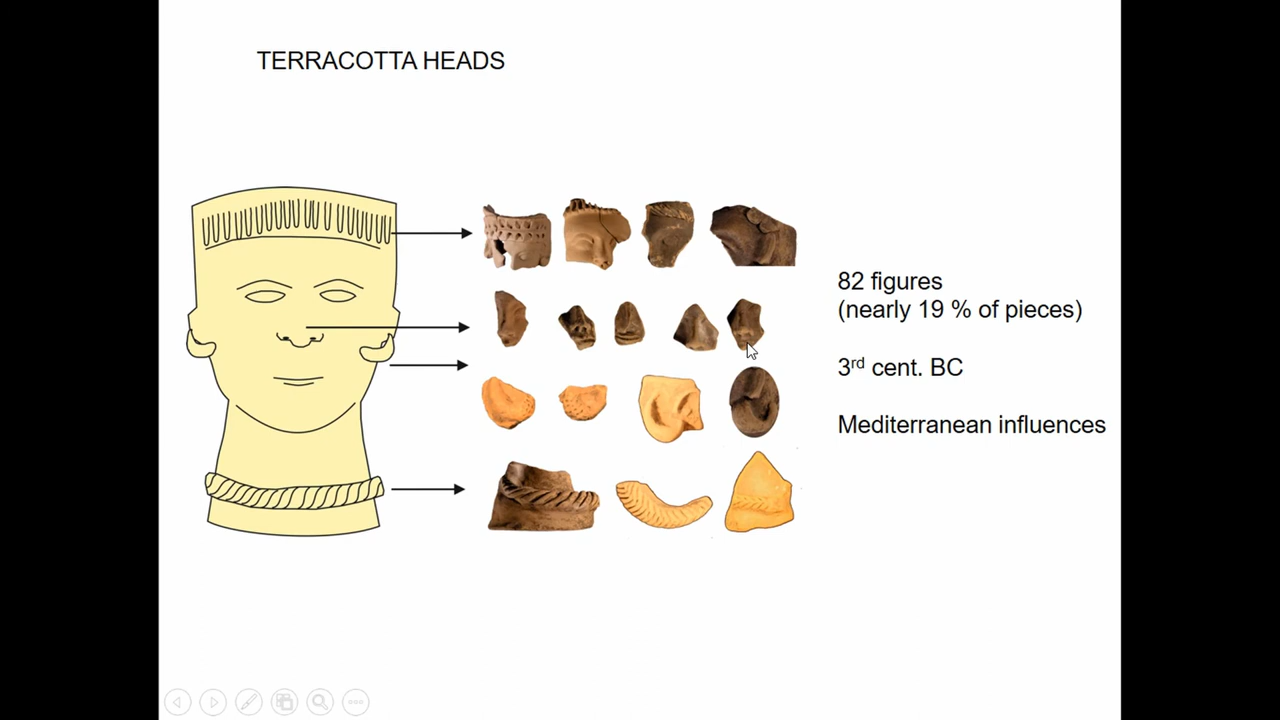 TERRACOTTA HEADS
82 figures
(nearly 19 % of pieces)
3rd cent. BC
Mediterranean influences